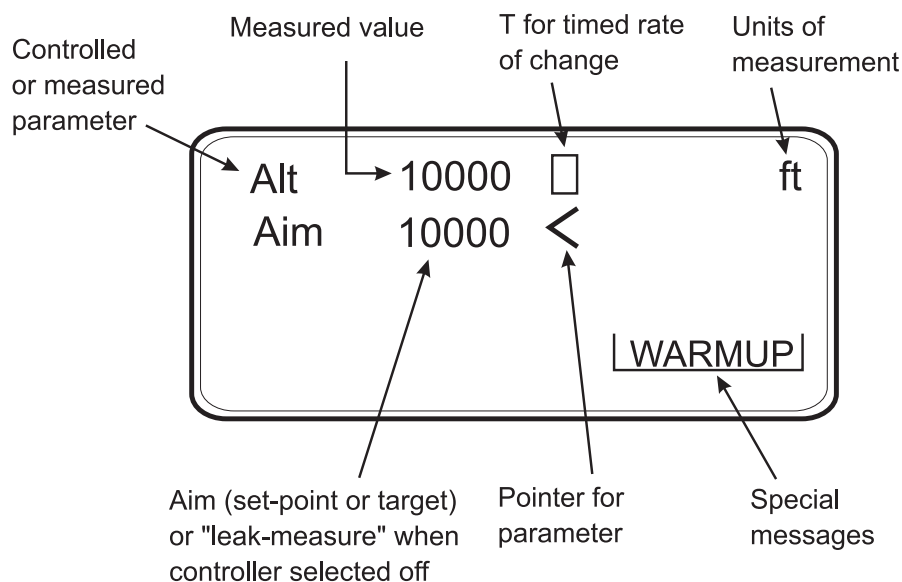 Controlled
or measured
parameter
Measured value
T for timed rate
of change
Units of
measurement
Alt 10000 ft
Aim 10000 <
WARMUP
Aim (set-point or target)
or "leak-measure" when
controller selected off
Pointer for
parameter
Special
messages